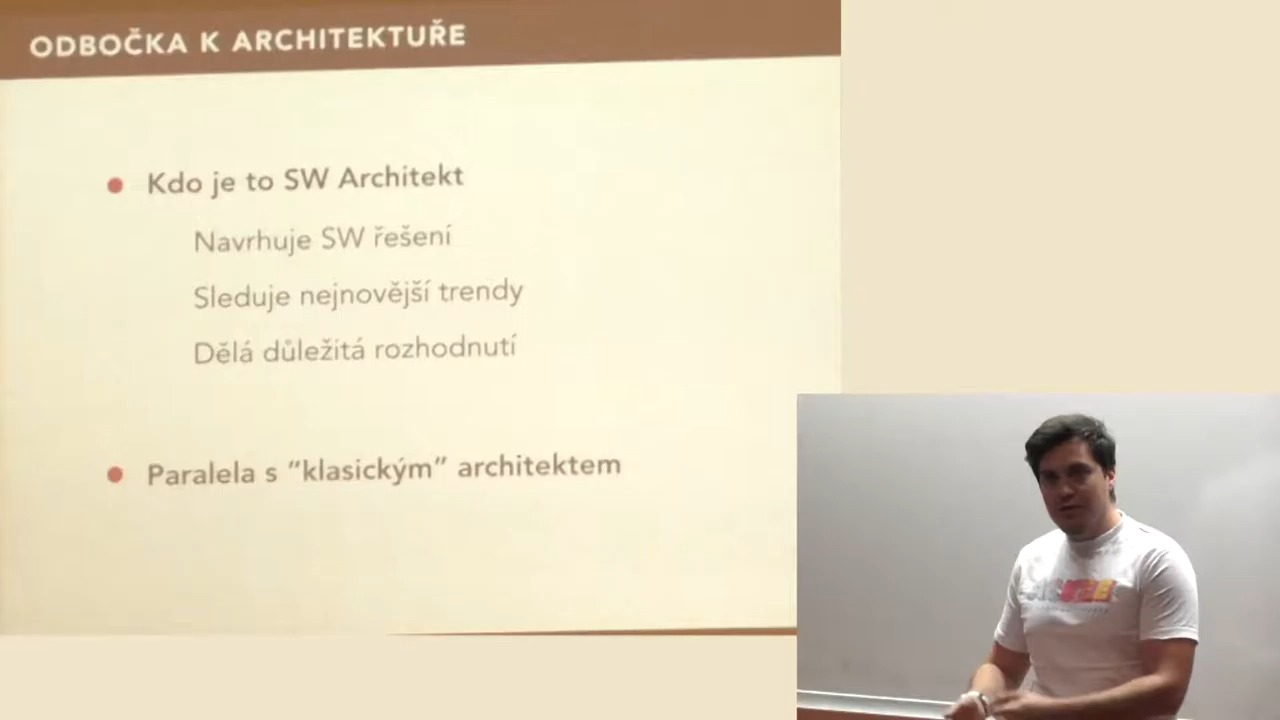 ODBOČKA K ARCHITEKTUŘE
Kdo je to SW Architekt
Navrhuje SW řešení
Sleduje nejnovější trendy
Dělá důležitá rozhodnutí
Paralela s “klasickým” architektem